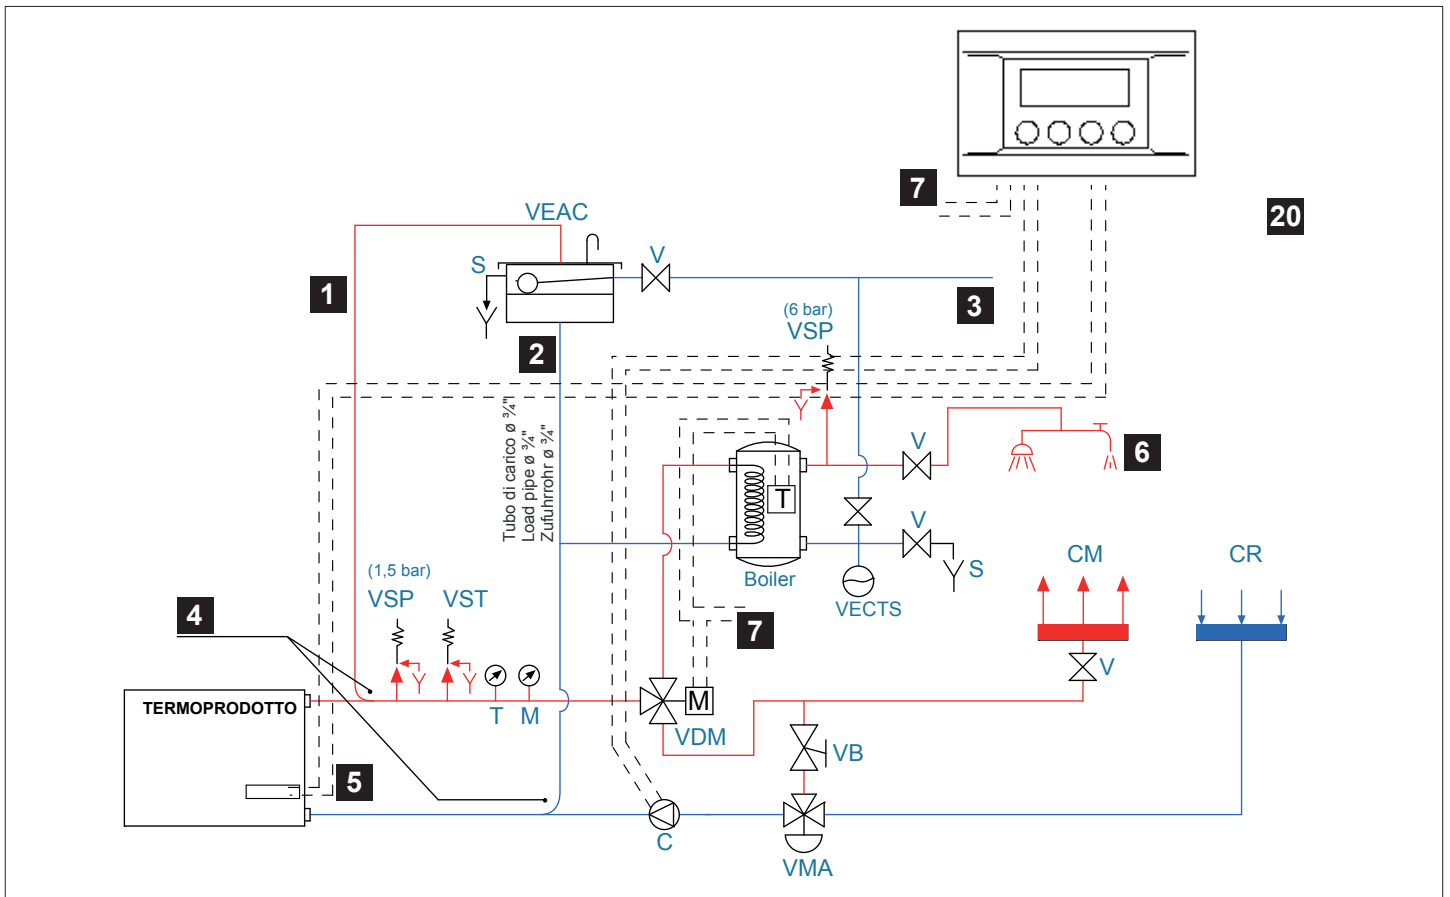 7
20
VEAC
S
V
1
3
(6 bar)
VSP
2
Tubo di carico ø ¾"
Load pipe ø ¾"
Zufuhrrohr ø ¾"
V
6
T
V
Boiler
S
CM
CR
(1,5 bar)
VSP
VST
VECTS
4
7
V
TERMOPRODOTTO
T
M
M
VDM
VB
5
C
VMA